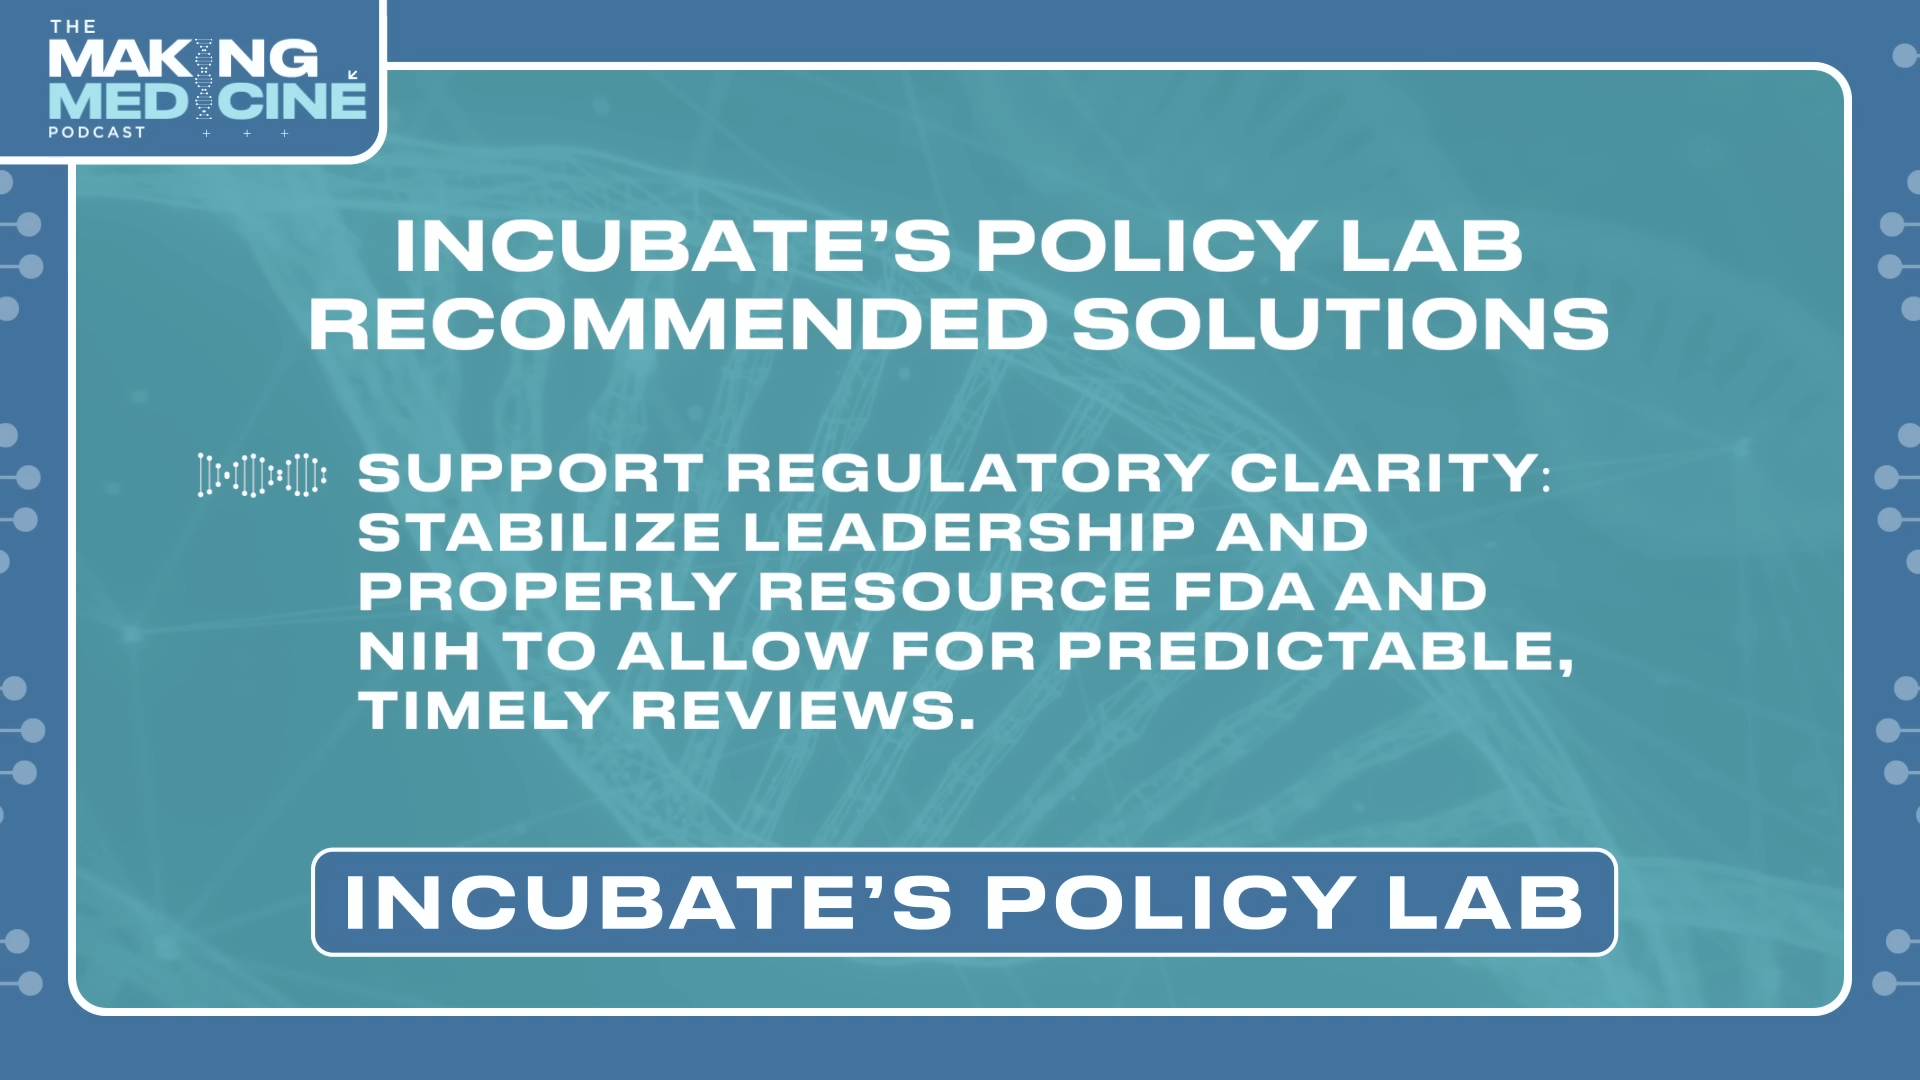 THE
MAKING
MEDICINE
PODCAST
INCUBATE’S POLICY LAB
RECOMMENDED SOLUTIONS
SUPPORT REGULATORY CLARITY:
STABILIZE LEADERSHIP AND
PROPERLY RESOURCE FDA AND
NIH TO ALLOW FOR PREDICTABLE,
TIMELY REVIEWS.
INCUBATE’S POLICY LAB